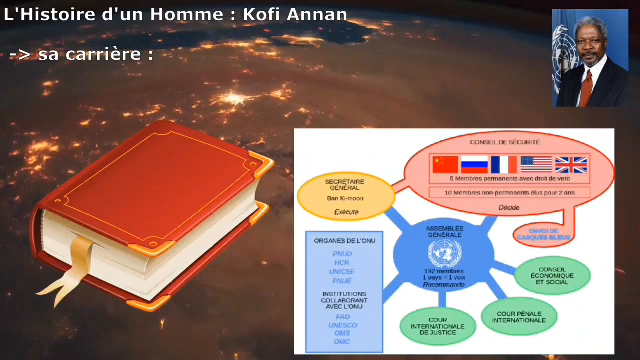 L'Histoire d'un Homme : Kofi Annan
-> sa carrière :
CONSEIL DE SÉCURITÉ
5 Membres permanents avec droit de veto
10 Membres non-permanents élus pour 2 ans
Décide
ENVOI DE
CASQUES BLEUS
SECRÉTAIRE
GÉNÉRAL
Ban Ki-moon
Exécute
ASSEMBLÉE
GÉNÉRALE
192 membres
1 pays = 1 voix
Recommande
ORGANES DE L'ONU
PNUD
HCR
UNICEF
PNUE
INSTITUTIONS
COLLABORANT
AVEC L'ONU
FAO
UNESCO
OMS
OMC
CONSEIL
ÉCONOMIQUE
ET SOCIAL
COUR PÉNALE
INTERNATIONALE
COUR
INTERNATIONALE
DE JUSTICE